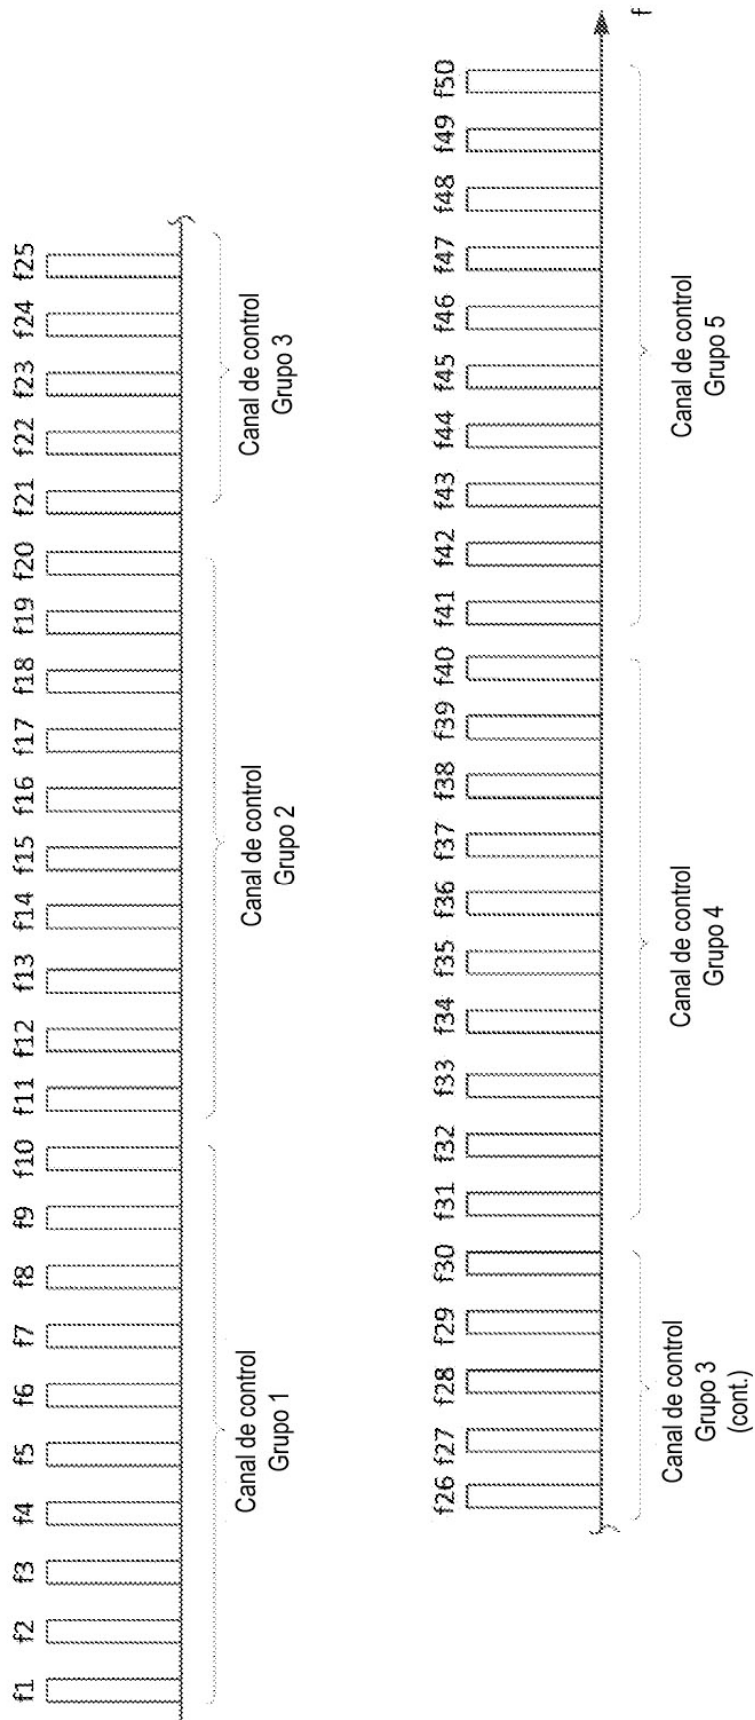 f1 f2 f3 f4 f5 f6 f7 f8 f9 f10 f11 f12 f13 f14 f15 f16 f17 f18 f19 f20 f21 f22 f23 f24 f25
Canal de control
Grupo 1
Canal de control
Grupo 2
Canal de control
Grupo 3
f26 f27 f28 f29 f30 f31 f32 f33 f34 f35 f36 f37 f38 f39 f40 f41 f42 f43 f44 f45 f46 f47 f48 f49 f50
f
Canal de control
Grupo 3
(cont.)
Canal de control
Grupo 4
Canal de control
Grupo 5